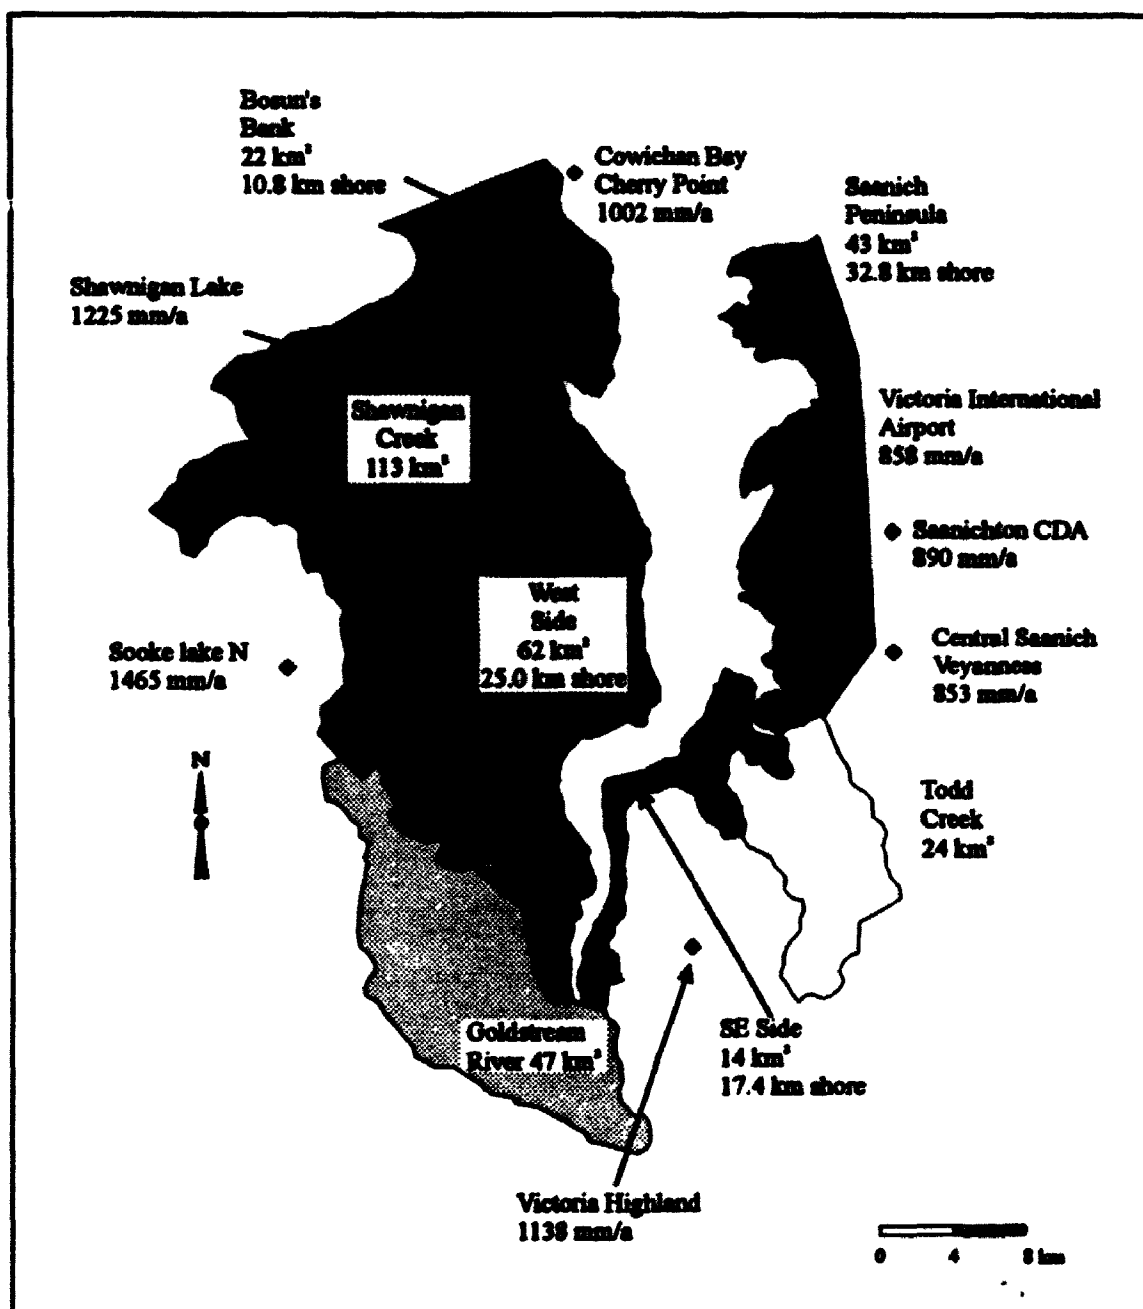 Bosun's
Bank
22 km²
10.8 km shore
Cowichan Bay
Cherry Point
1002 mm/a
Saanich
Peninsula
43 km²
32.8 km shore
Shawnigan Lake
1225 mm/a
Shawnigan
Creek
113 km²
Victoria International
Airport
858 mm/a
Saanichton CDA
890 mm/a
West
Side
62 km²
25.0 km shore
Sooke lake N
1465 mm/a
Central Saanich
Veyanness
853 mm/a
N
Todd
Creek
24 km²
Goldstream
River 47 km²
SE Side
14 km²
17.4 km shore
Victoria Highland
1138 mm/a
0 4 8 km